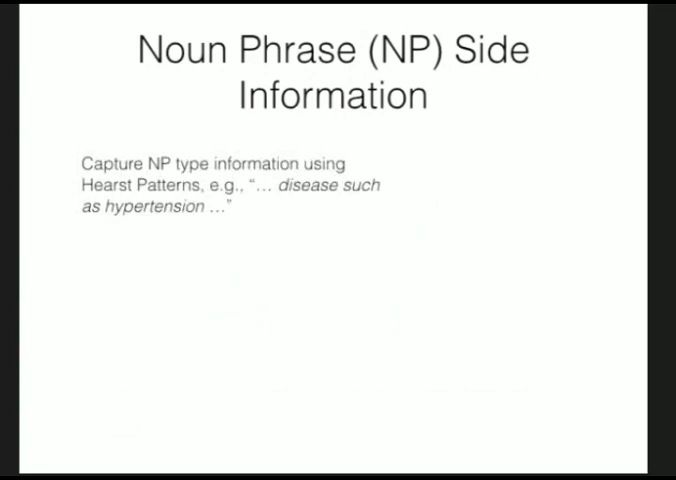 Noun Phrase (NP) Side
Information
Capture NP type information using
Hearst Patterns, e.g., “... disease such
as hypertension ...”